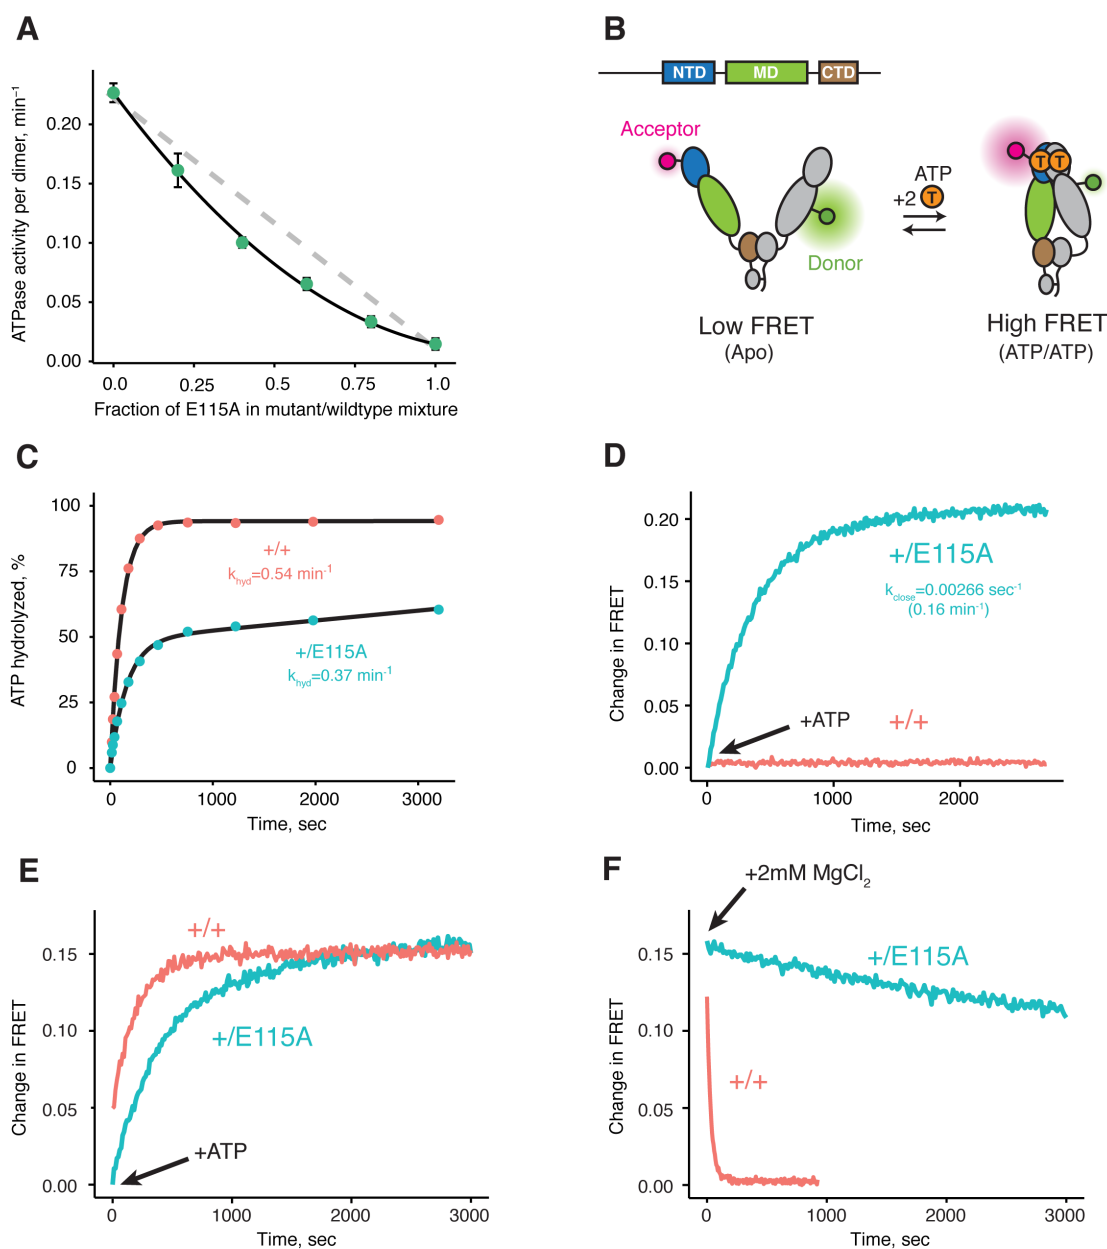 A
ATPase activity per dimer, min⁻¹
0.20
0.15
0.10
0.05
0.00
0.0 0.25 0.5 0.75 1.0
Fraction of E115A in mutant/wildtype mixture
B
NTD MD CTD
Acceptor
Donor
ATP
+2 T
T T
Low FRET
(Apo)
High FRET
(ATP/ATP)
C
ATP hydrolyzed, %
100
75
50
25
0
+/+
k_hyd=0.54 min⁻¹
+/E115A
k_hyd=0.37 min⁻¹
0 1000 2000 3000
Time, sec
D
Change in FRET
0.20
0.15
0.10
0.05
0.00
+/E115A
k_close=0.00266 sec⁻¹
(0.16 min⁻¹)
+ATP
+/+
0 1000 2000
Time, sec
E
Change in FRET
0.15
0.10
0.05
0.00
+/+
+/E115A
+ATP
0 1000 2000 3000
Time, sec
F
+2mM MgCl₂
Change in FRET
0.15
0.10
0.05
0.00
+/E115A
+/+
0 1000 2000 3000
Time, sec